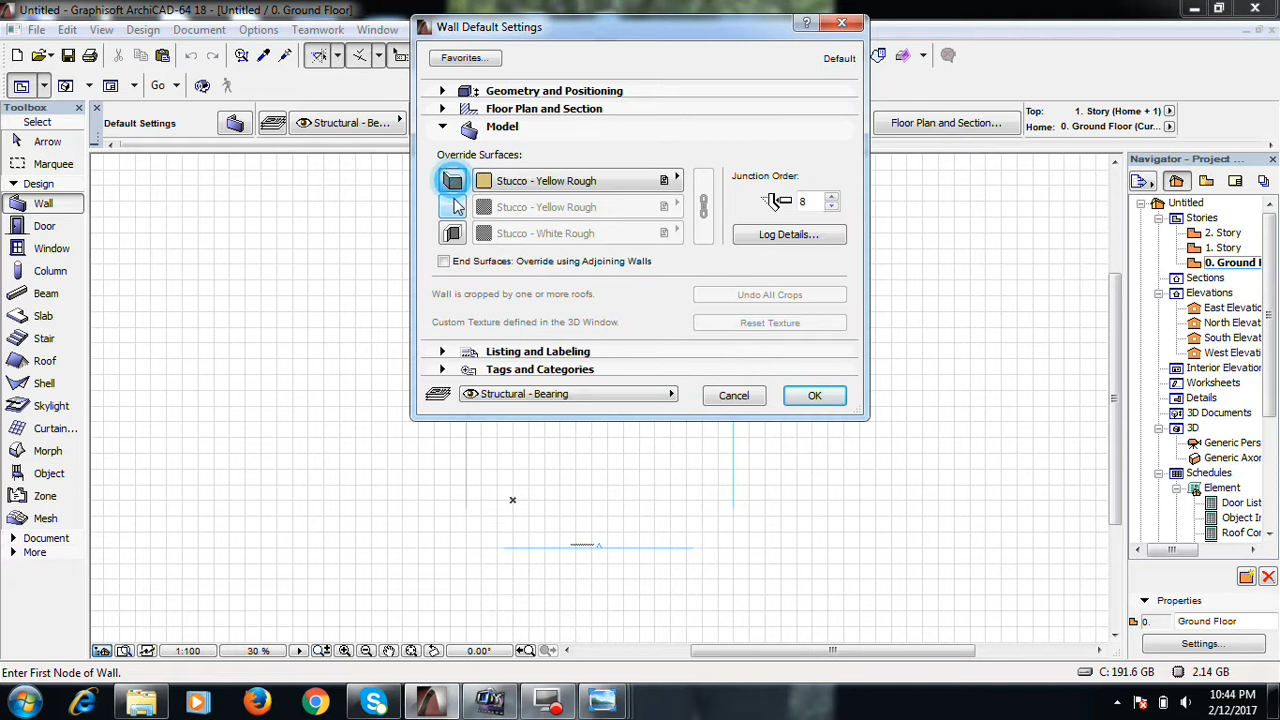 Untitled - Graphisoft ArchiCAD-64 18 - [Untitled / 0. Ground Floor]
File Edit View Design Document Options Teamwork Window
Wall Default Settings
Favorites...
Default
Geometry and Positioning
Floor Plan and Section
Model
Override Surfaces:
Stucco - Yellow Rough
Stucco - Yellow Rough
Stucco - White Rough
Junction Order:
8
Log Details...
End Surfaces: Override using Adjoining Walls
Wall is cropped by one or more roofs.
Undo All Crops
Custom Texture defined in the 3D Window.
Reset Texture
Listing and Labeling
Tags and Categories
Structural - Bearing
Cancel
OK
Go
Default Settings
Structural - Be...
Floor Plan and Section...
Top: 1. Story (Home + 1)
Home: 0. Ground Floor (Cur...
Toolbox
Select
Arrow
Marquee
Design
Wall
Door
Window
Column
Beam
Slab
Stair
Roof
Shell
Skylight
Curtain...
Morph
Object
Zone
Mesh
Document
More
Navigator - ...
Untitled
Stories
2. Story
1. Story
0. Ground
Sections
Elevations
East Elevat
North Elevat
South Elevat
West Elevat
Interior Elevat
Worksheets
Details
3D Documents
3D
Generic Pers
Generic Axon
Schedules
Element
Door List
Object In
Roof Con
Properties
0. Ground Floor
Settings...
1:100
30 %
0.00°
Enter First Node of Wall.
C: 191.6 GB
2.14 GB
10:44 PM
2/12/2017